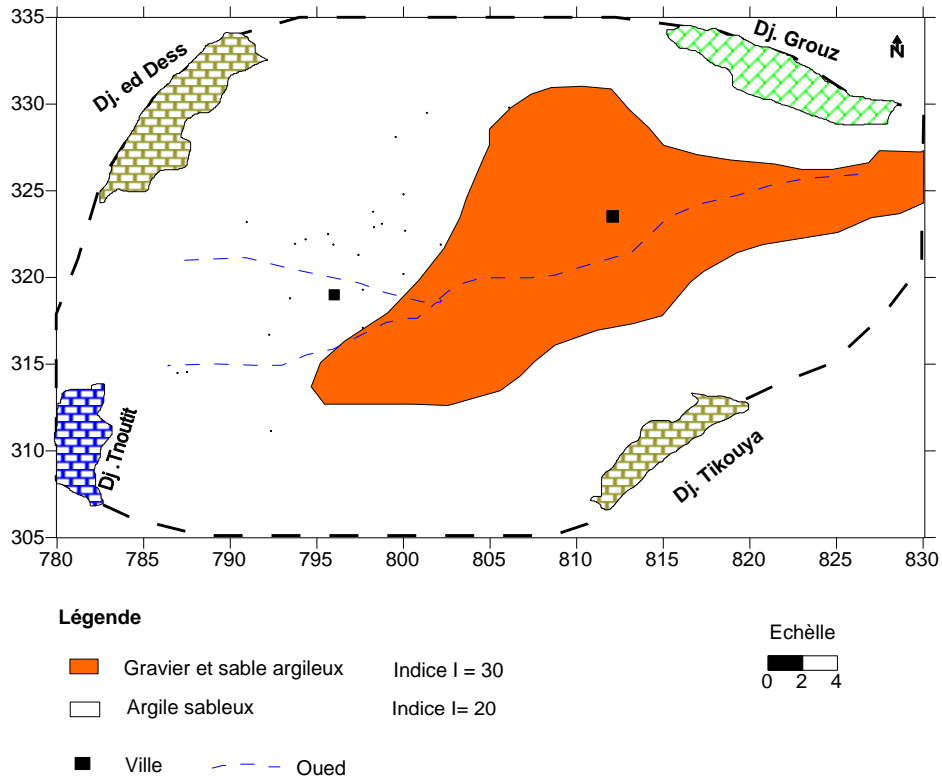 335
330
325
320
315
310
305
780
785
790
795
800
805
810
815
820
825
830
Dj. ed Dess
Dj. Grouz
N
Dj .Tnoutit
Dj. Tikouya
Légende
Gravier et sable argileux Indice I = 30
Argile sableux Indice I= 20
Ville Oued
Echèlle
0 2 4